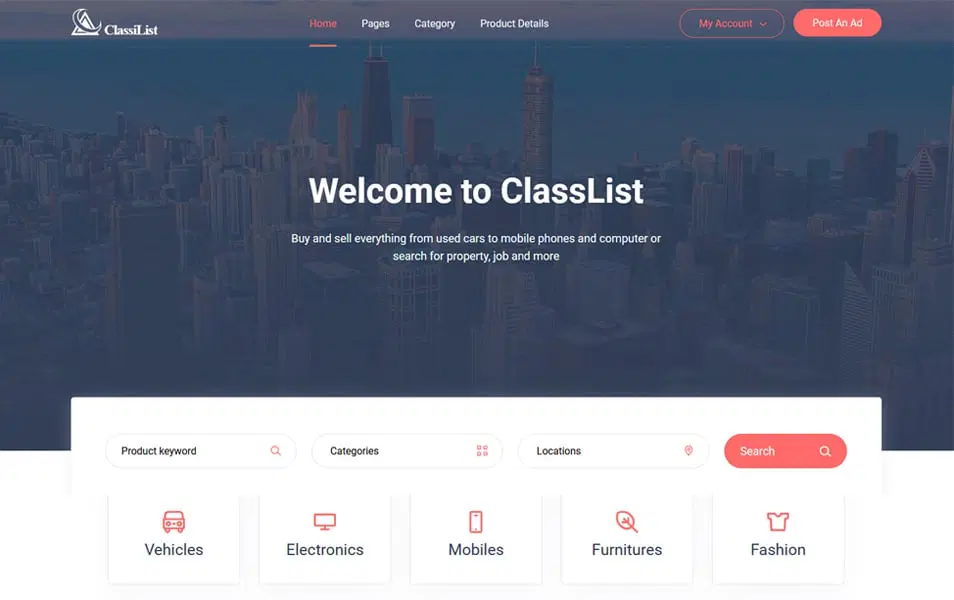 ClassiList
Home
Pages
Category
Product Details
My Account
Post An Ad
Welcome to ClassList
Buy and sell everything from used cars to mobile phones and computer or
search for property, job and more
Product keyword
Categories
Locations
Search
Vehicles
Electronics
Mobiles
Furnitures
Fashion